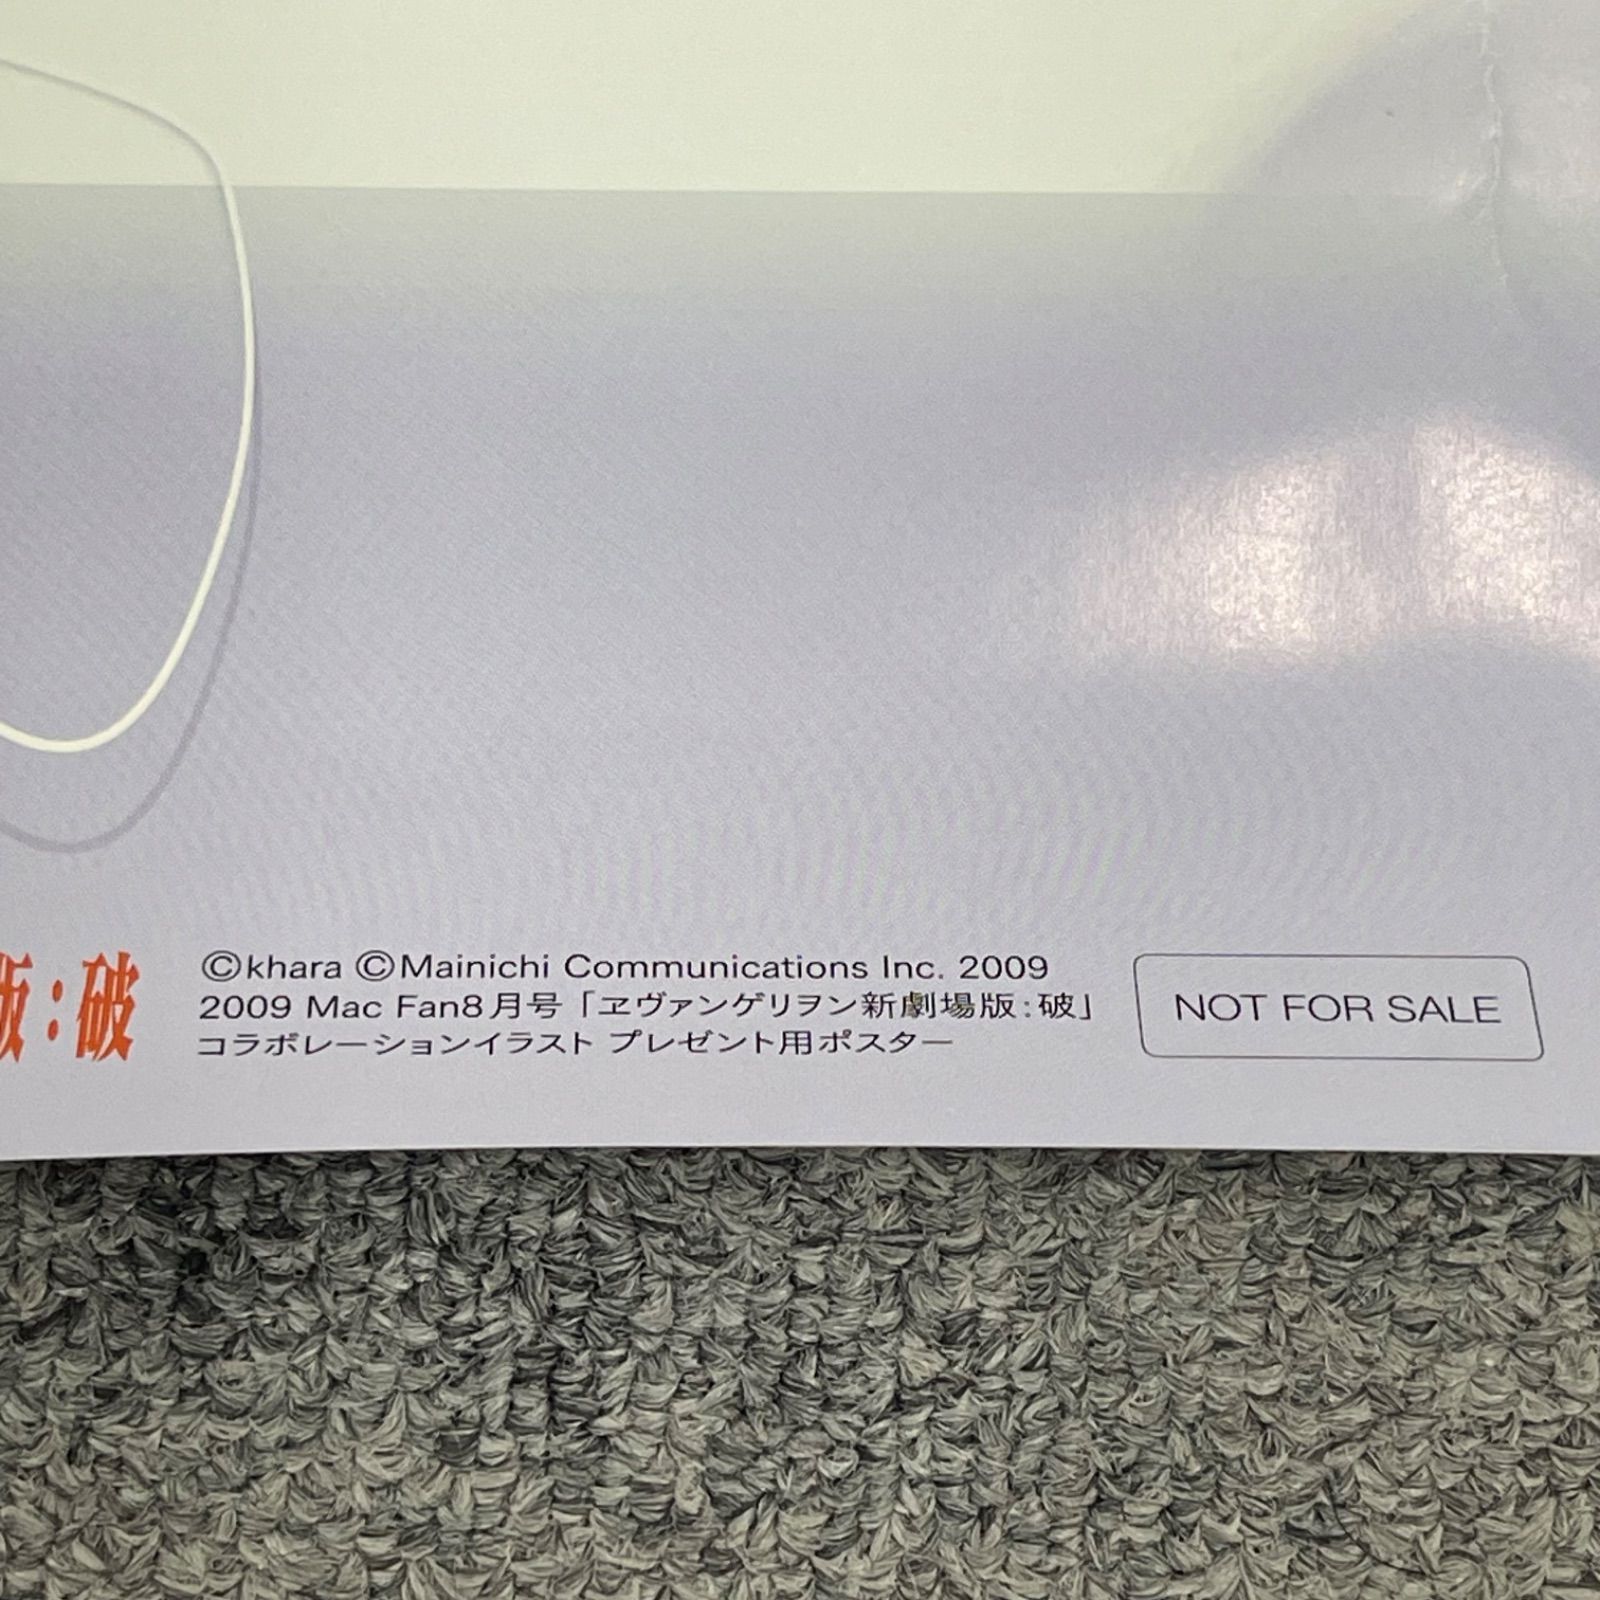 版:破
©khara ©Mainichi Communications Inc. 2009
2009 Mac Fan8月号「ヱヴァンゲリヲン新劇場版:破」
コラボレーションイラスト プレゼント用ポスター
NOT FOR SALE